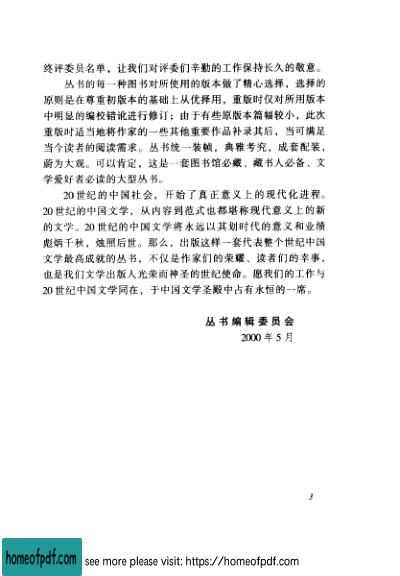 终评委员名单，让我们对评委们辛勤的工作保持长久的敬意。
丛书的每一种图书对所使用的版本做了精心选择，选择的
原则是在尊重初版本的基础上从优择用，重版时仅对所用版本
中明显的编校错讹进行修订；由于有些原版本篇幅较小，此次
重版时适当地将作家的一些其他重要作品补录其后，当可满足
当今读者的阅读需求。丛书统一装帧，典雅考究，成套配装，
蔚为大观。可以肯定，这是一套图书馆必藏、藏书人必备、文
学爱好者必读的大型丛书。
20世纪的中国社会，开始了真正意义上的现代化进程。
20世纪的中国文学，从内容到范式也都堪称现代意义上的新
的文学。20世纪的中国文学将永远以其划时代的意义和业绩
彪炳千秋，烛照后世。那么，出版这样一套代表整个世纪中国
文学最高成就的丛书，不仅是作家们的荣耀、读者们的幸事，
也是我们文学出版人光荣而神圣的世纪使命。愿我们的工作与
20世纪中国文学同在，于中国文学圣殿中占有永恒的一席。
丛书编辑委员会
2000年5月
3
homeofpdf.com see more please visit: https://homeofpdf.com